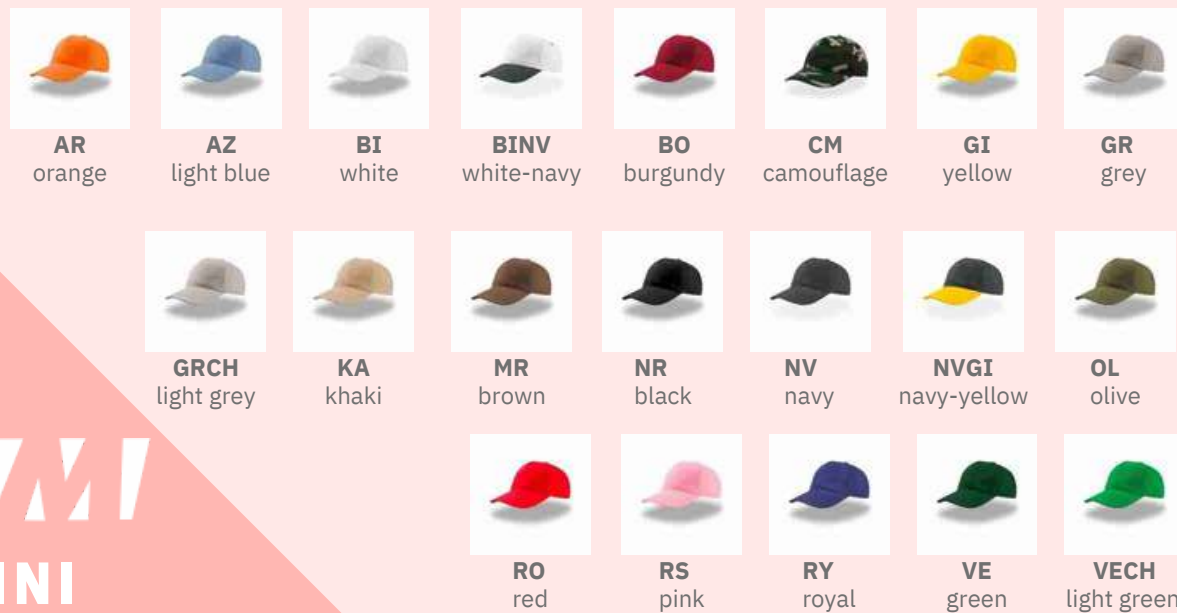 AR AZ BI BINV BO CM GI GR
orange light blue white white-navy burgundy camouflage yellow grey
GRCH KA MR NR NV NVGI OL
light grey khaki brown black navy navy-yellow olive
RO RS RY VE VECH
red pink royal green light green
INI